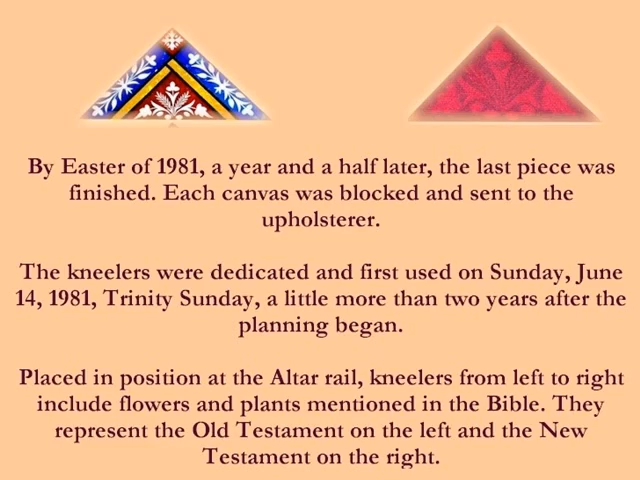 By Easter of 1981, a year and a half later, the last piece was
finished. Each canvas was blocked and sent to the
upholsterer.
The kneelers were dedicated and first used on Sunday, June
14, 1981, Trinity Sunday, a little more than two years after the
planning began.
Placed in position at the Altar rail, kneelers from left to right
include flowers and plants mentioned in the Bible. They
represent the Old Testament on the left and the New
Testament on the right.